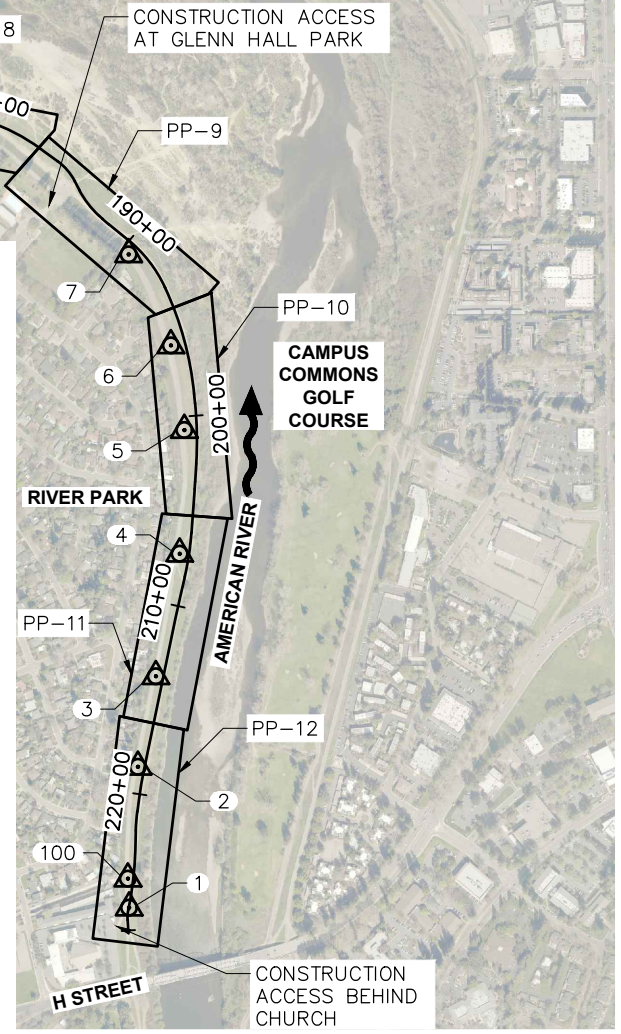 8
CONSTRUCTION ACCESS
AT GLENN HALL PARK
+00
PP-9
190+00
7
PP-10
6
CAMPUS
COMMONS
GOLF
COURSE
200+00
5
RIVER PARK
4
AMERICAN RIVER
210+00
PP-11
3
PP-12
220+00
2
100
1
CONSTRUCTION
ACCESS BEHIND
CHURCH
H STREET